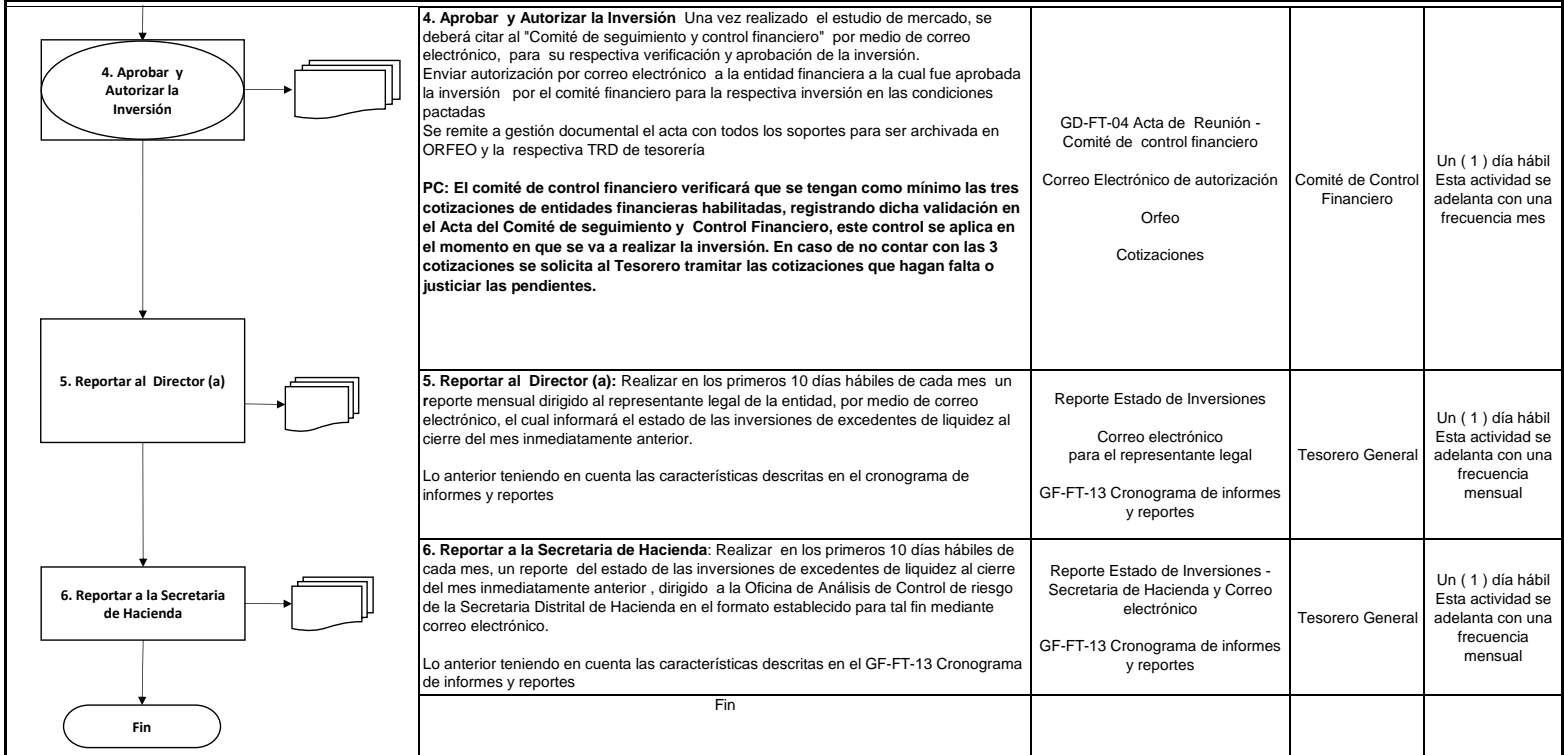 4. Aprobar y
Autorizar la
Inversión
4. Aprobar y Autorizar la Inversión Una vez realizado el estudio de mercado, se
deberá citar al "Comité de seguimiento y control financiero" por medio de correo
electrónico, para su respectiva verificación y aprobación de la inversión.
Enviar autorización por correo electrónico a la entidad financiera a la cual fue aprobada
la inversión por el comité financiero para la respectiva inversión en las condiciones
pactadas
Se remite a gestión documental el acta con todos los soportes para ser archivada en
ORFEO y la respectiva TRD de tesorería
PC: El comité de control financiero verificará que se tengan como mínimo las tres
cotizaciones de entidades financieras habilitadas, registrando dicha validación en
el Acta del Comité de seguimiento y Control Financiero, este control se aplica en
el momento en que se va a realizar la inversión. En caso de no contar con las 3
cotizaciones se solicita al Tesorero tramitar las cotizaciones que hagan falta o
justiciar las pendientes.
GD-FT-04 Acta de Reunión -
Comité de control financiero
Correo Electrónico de autorización
Orfeo
Cotizaciones
Comité de Control
Financiero
Un ( 1 ) día hábil
Esta actividad se
adelanta con una
frecuencia mes
5. Reportar al Director (a)
5. Reportar al Director (a): Realizar en los primeros 10 días hábiles de cada mes un
reporte mensual dirigido al representante legal de la entidad, por medio de correo
electrónico, el cual informará el estado de las inversiones de excedentes de liquidez al
cierre del mes inmediatamente anterior.
Lo anterior teniendo en cuenta las características descritas en el cronograma de
informes y reportes
Reporte Estado de Inversiones
Correo electrónico
para el representante legal
GF-FT-13 Cronograma de informes
y reportes
Tesorero General
Un ( 1 ) día hábil
Esta actividad se
adelanta con una
frecuencia
mensual
6. Reportar a la Secretaria
de Hacienda
6. Reportar a la Secretaria de Hacienda: Realizar en los primeros 10 días hábiles de
cada mes, un reporte del estado de las inversiones de excedentes de liquidez al cierre
del mes inmediatamente anterior , dirigido a la Oficina de Análisis de Control de riesgo
de la Secretaria Distrital de Hacienda en el formato establecido para tal fin mediante
correo electrónico.
Lo anterior teniendo en cuenta las características descritas en el GF-FT-13 Cronograma
de informes y reportes
Reporte Estado de Inversiones -
Secretaria de Hacienda y Correo
electrónico
GF-FT-13 Cronograma de informes
y reportes
Tesorero General
Un ( 1 ) día hábil
Esta actividad se
adelanta con una
frecuencia
mensual
Fin
Fin